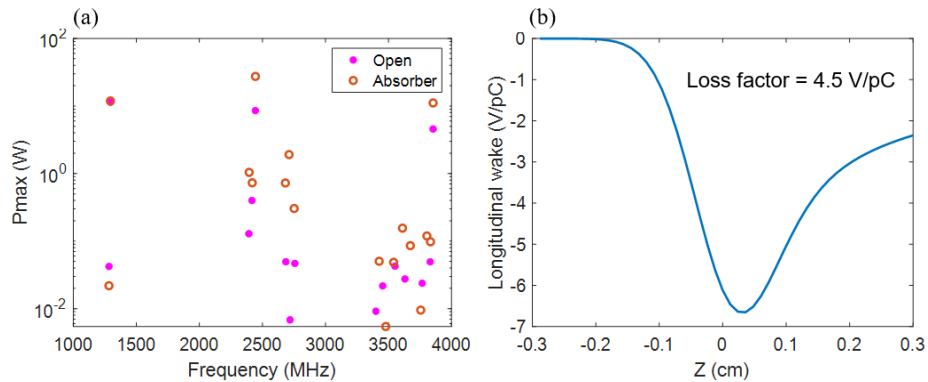 (a)
10^2
10^0
10^-2
Pmax (W)
Open
Absorber
1000 1500 2000 2500 3000 3500 4000
Frequency (MHz)
(b)
0
-1
-2
-3
-4
-5
-6
-7
Longitudinal wake (V/pC)
Loss factor = 4.5 V/pC
-0.3 -0.2 -0.1 0 0.1 0.2 0.3
Z (cm)